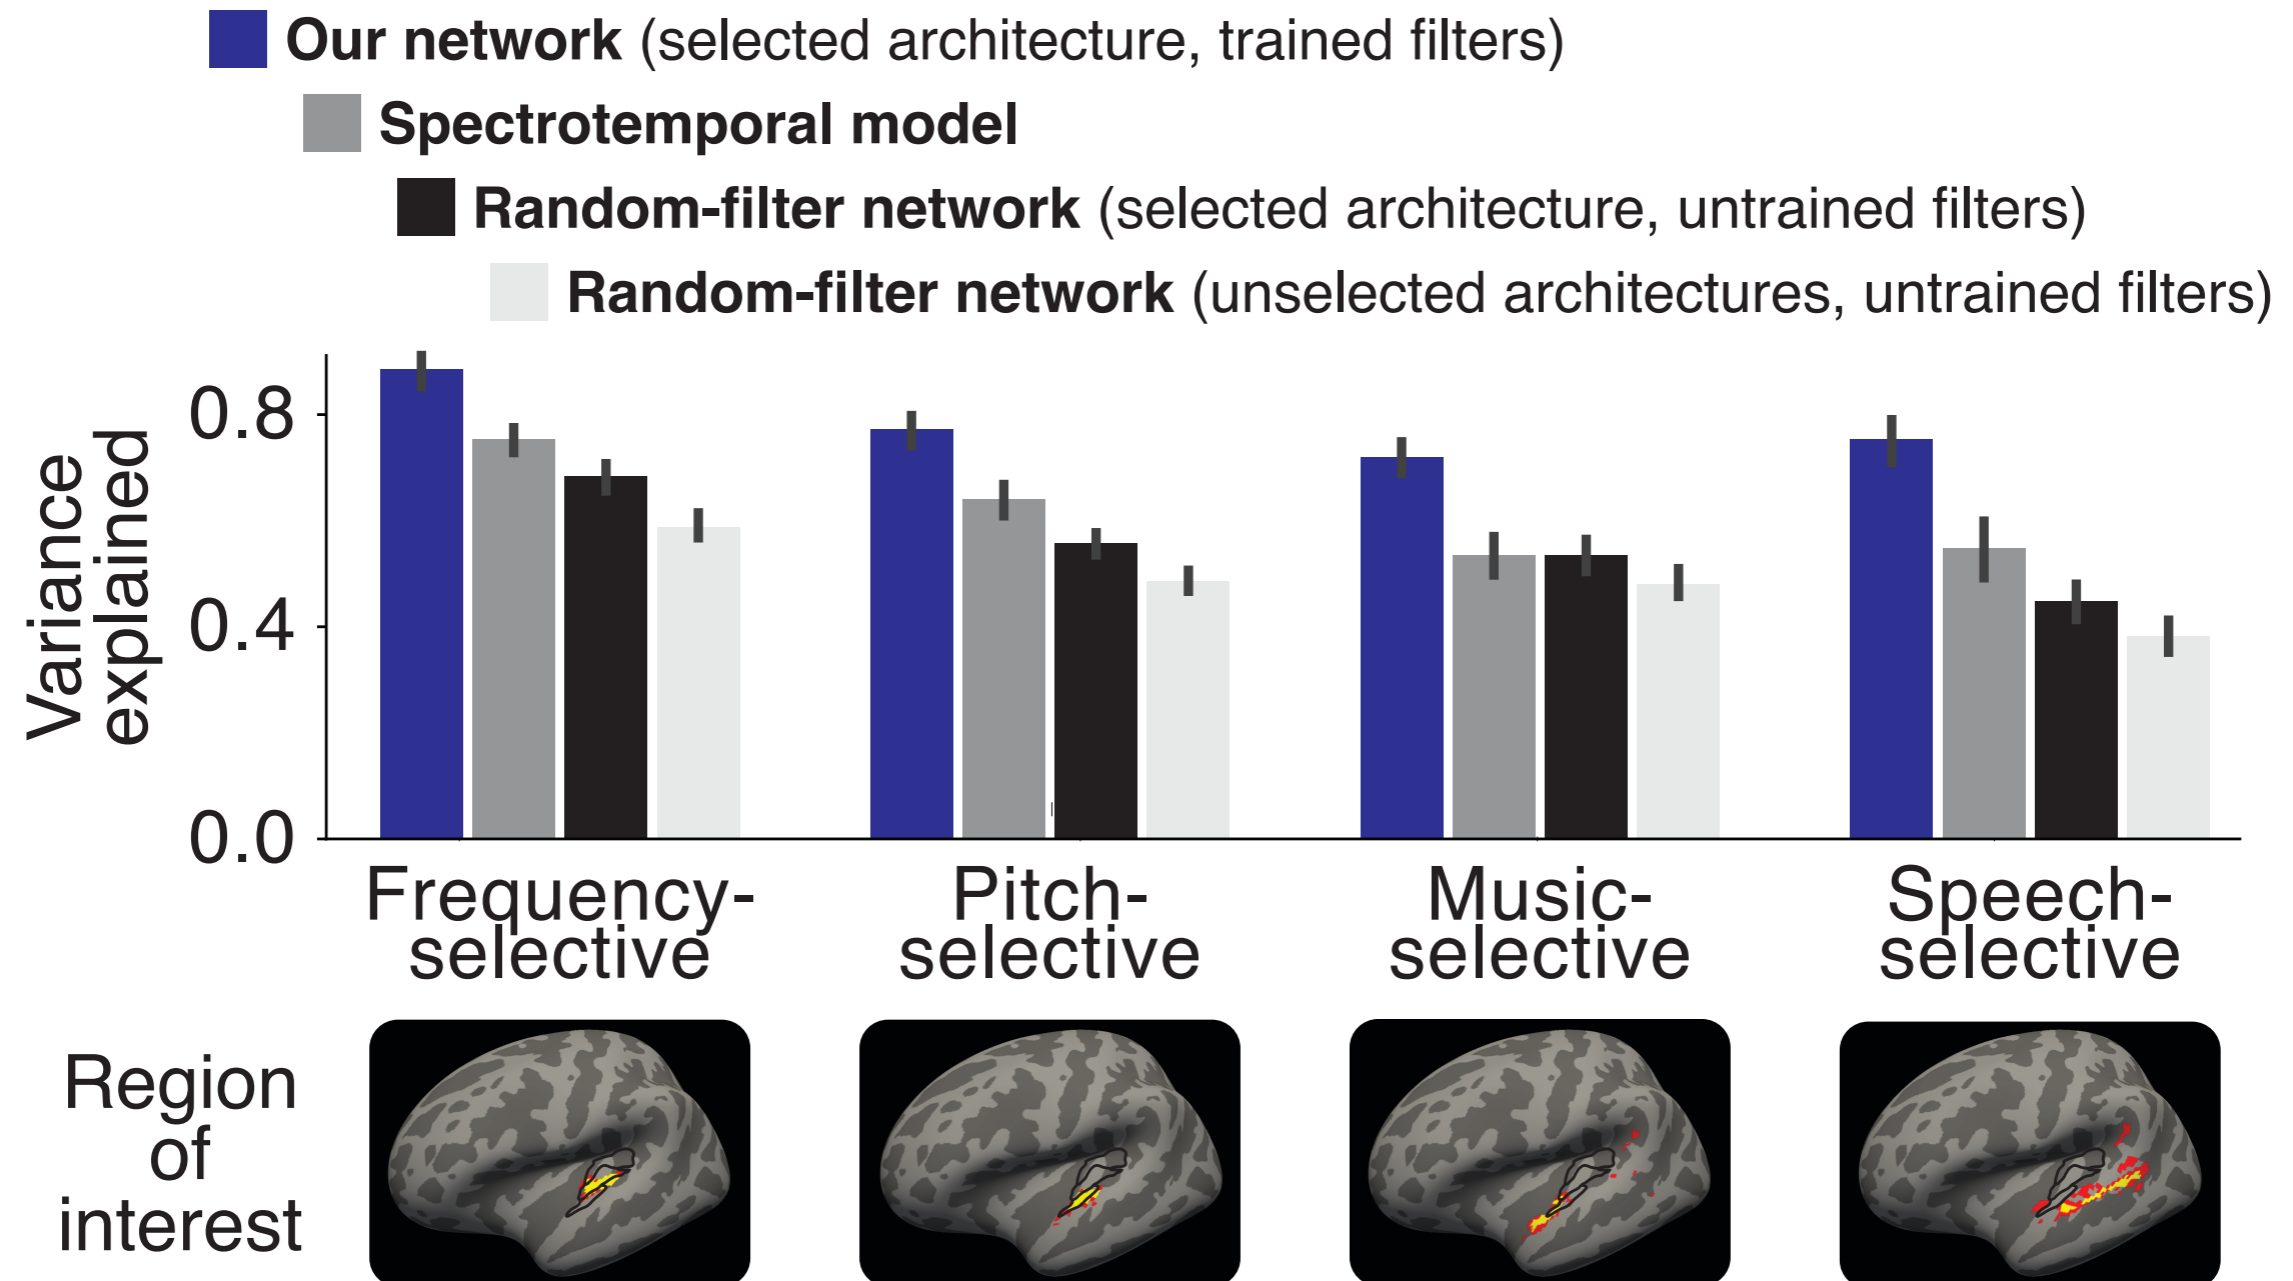 Our network (selected architecture, trained filters)
Spectrotemporal model
Random-filter network (selected architecture, untrained filters)
Random-filter network (unselected architectures, untrained filters)
Variance
explained
0.8
0.4
0.0
Frequency-
selective
Pitch-
selective
Music-
selective
Speech-
selective
Region
of
interest